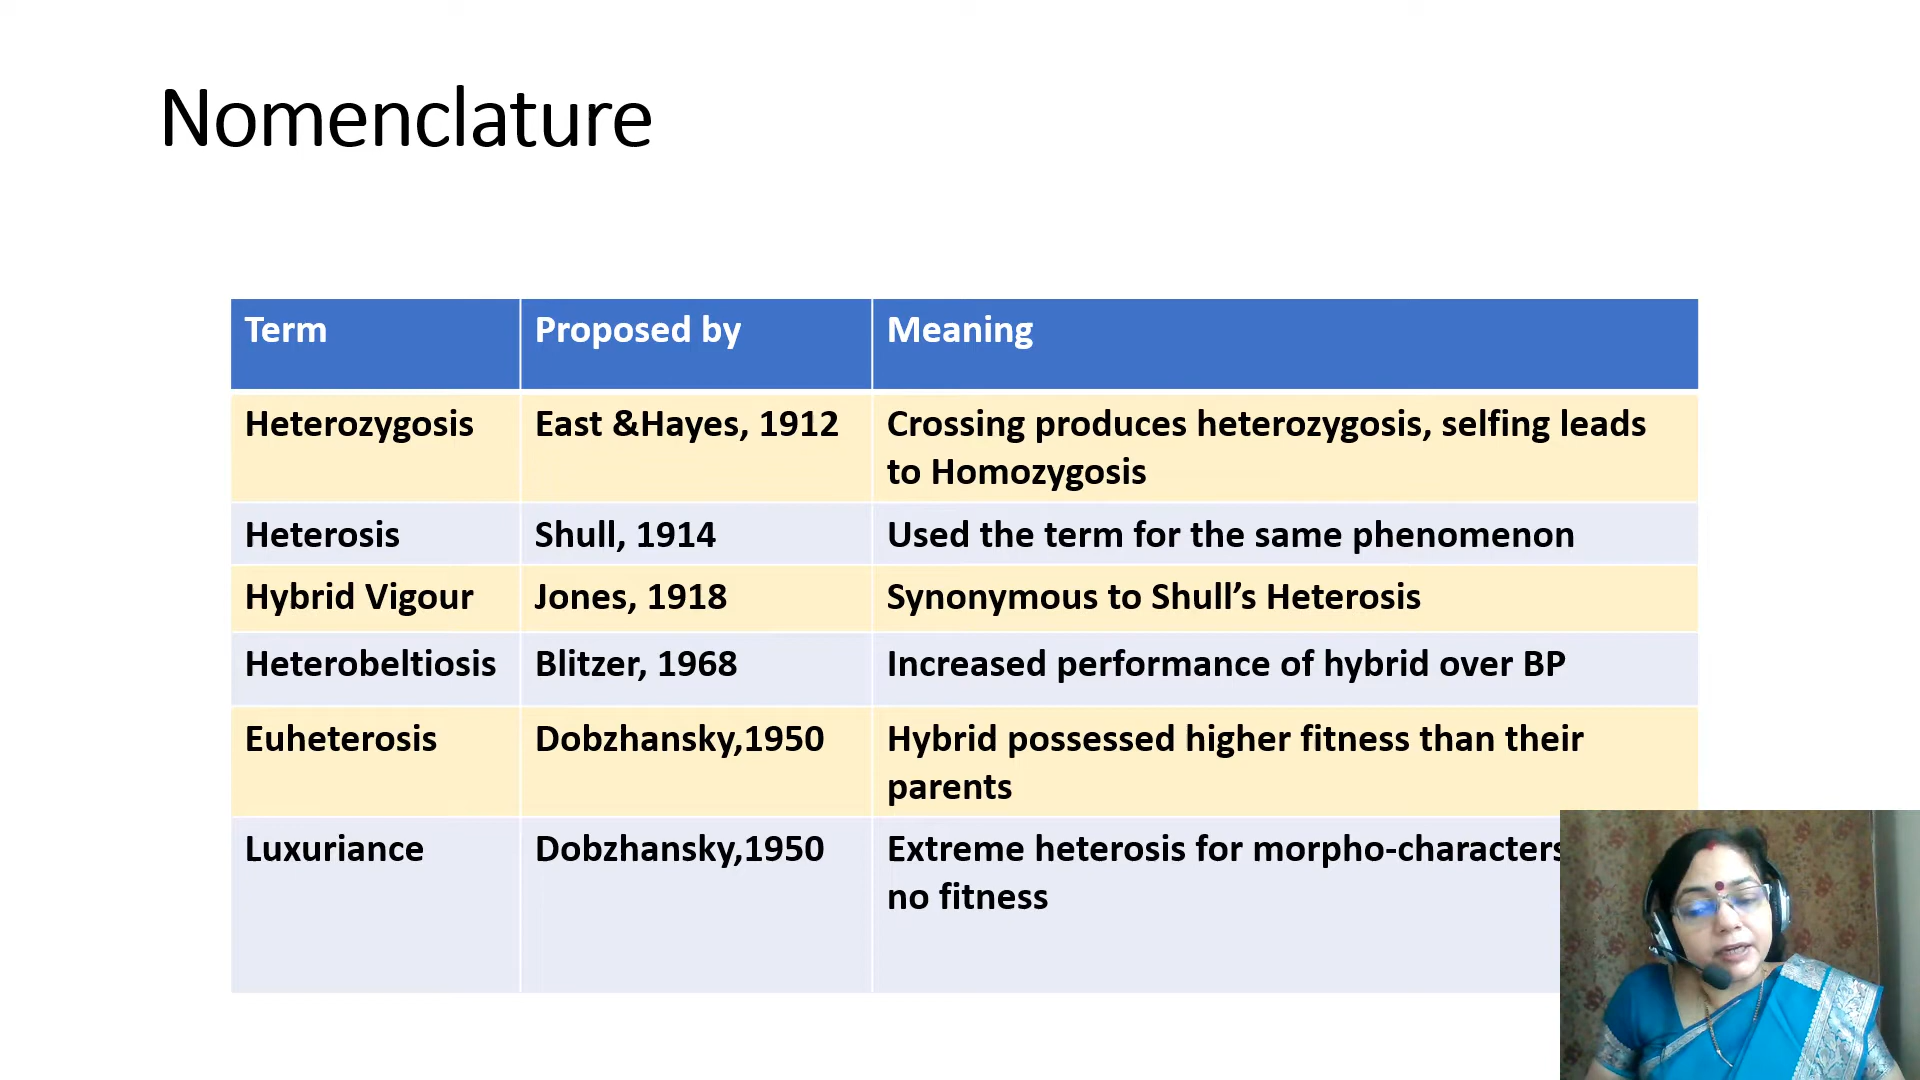 Nomenclature
Term Proposed by Meaning
Heterozygosis East &Hayes, 1912 Crossing produces heterozygosis, selfing leads
to Homozygosis
Heterosis Shull, 1914 Used the term for the same phenomenon
Hybrid Vigour Jones, 1918 Synonymous to Shull’s Heterosis
Heterobeltiosis Blitzer, 1968 Increased performance of hybrid over BP
Euheterosis Dobzhansky,1950 Hybrid possessed higher fitness than their
parents
Luxuriance Dobzhansky,1950 Extreme heterosis for morpho-characters
no fitness